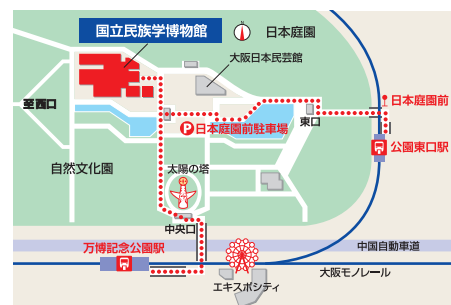 国立民族学博物館
日本庭園
大阪日本民芸館
至西口
日本庭園前
東口
P日本庭園前駐車場
公園東口駅
自然文化園
太陽の塔
中央口
万博記念公園駅
中国自動車道
大阪モノレール
エキスポシティ